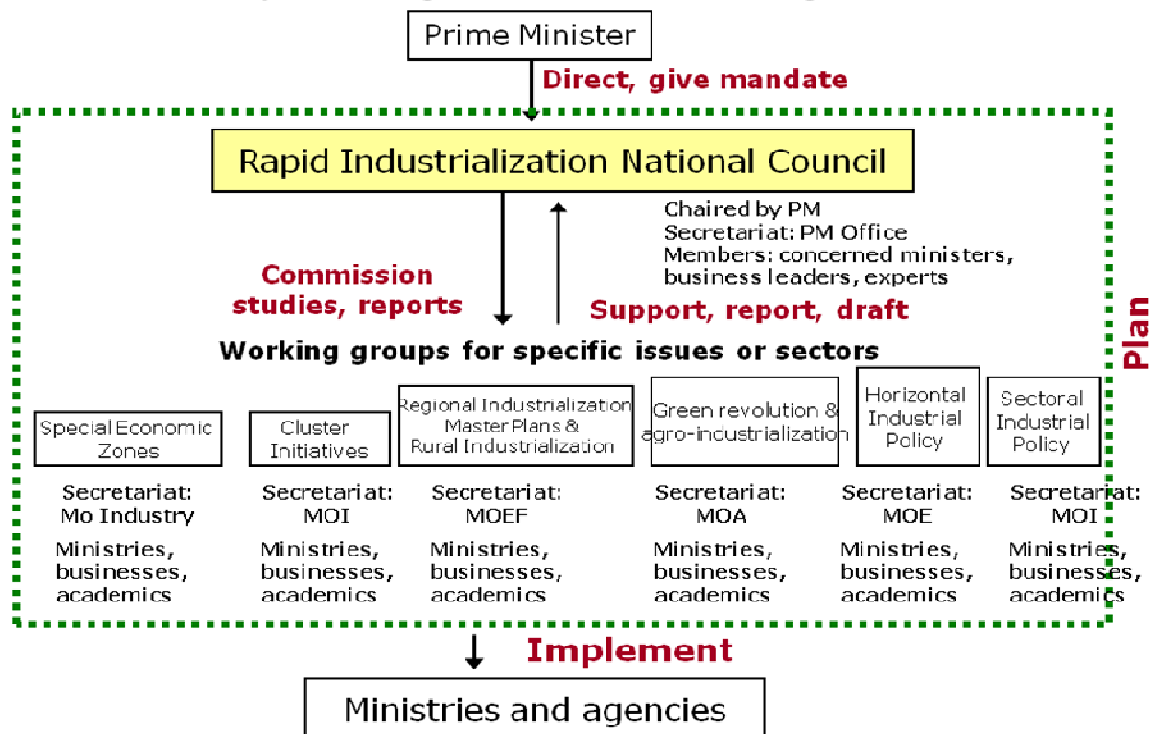 Prime Minister
Direct, give mandate
Rapid Industrialization National Council
Chaired by PM
Secretariat: PM Office
Members: concerned ministers,
business leaders, experts
Commission
studies, reports
Support, report, draft
Plan
Working groups for specific issues or sectors
Special Economic
Zones
Cluster
Initiatives
Regional Industrialization
Master Plans &
Rural Industrialization
Green revolution &
agro-industrialization
Horizontal
Industrial
Policy
Sectoral
Industrial
Policy
Secretariat:
Mo Industry
Secretariat:
MOI
Secretariat:
MOEF
Secretariat:
MOA
Secretariat:
MOE
Secretariat:
MOI
Ministries,
businesses,
academics
Ministries,
businesses,
academics
Ministries,
businesses,
academics
Ministries,
businesses,
academics
Ministries,
businesses,
academics
Ministries,
businesses,
academics
Implement
Ministries and agencies